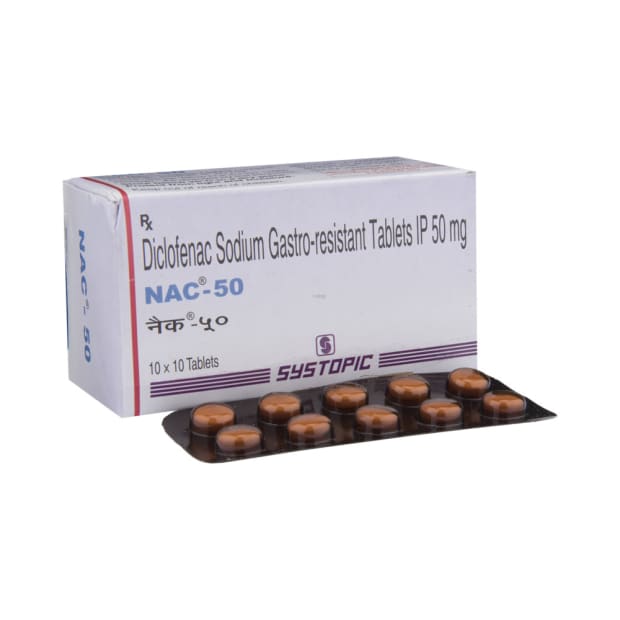 Rx
Diclofenac Sodium Gastro-resistant Tablets IP 50 mg
NAC®-50
नैक®-५०
10 x 10 Tablets
S
SYSTOPIC
NAC®- 50